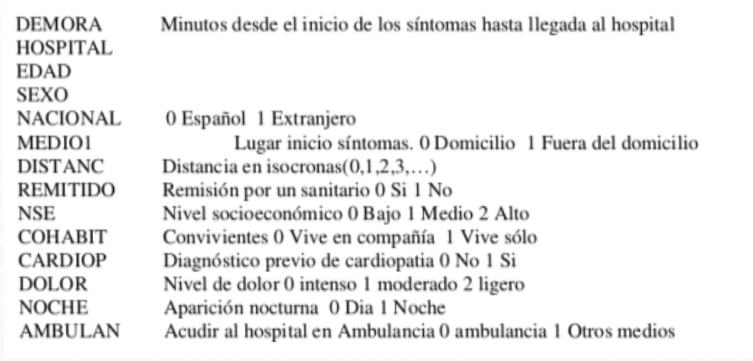 DEMORA Minutos desde el inicio de los síntomas hasta llegada al hospital
HOSPITAL
EDAD
SEXO
NACIONAL 0 Español 1 Extranjero
MEDIO1 Lugar inicio síntomas. 0 Domicilio 1 Fuera del domicilio
DISTANC Distancia en isocronas(0,1,2,3,…)
REMITIDO Remisión por un sanitario 0 Si 1 No
NSE Nivel socioeconómico 0 Bajo 1 Medio 2 Alto
COHABIT Convivientes 0 Vive en compañía 1 Vive sólo
CARDIOP Diagnóstico previo de cardiopatia 0 No 1 Si
DOLOR Nivel de dolor 0 intenso 1 moderado 2 ligero
NOCHE Aparición nocturna 0 Dia 1 Noche
AMBULAN Acudir al hospital en Ambulancia 0 ambulancia 1 Otros medios